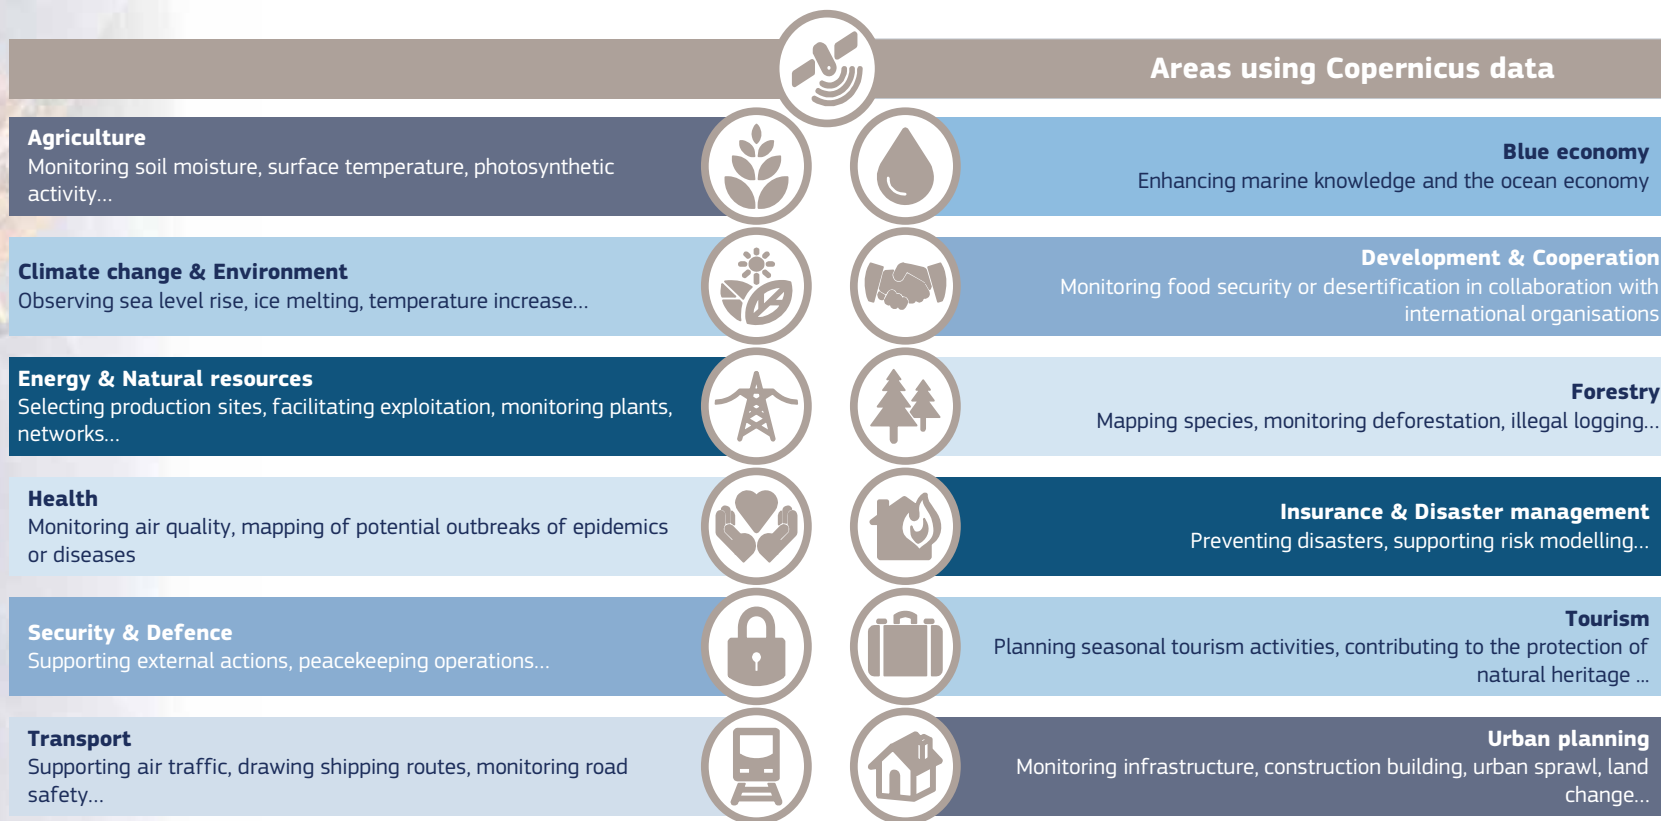 Areas using Copernicus data
Agriculture
Monitoring soil moisture, surface temperature, photosynthetic
activity...
Blue economy
Enhancing marine knowledge and the ocean economy
Climate change & Environment
Observing sea level rise, ice melting, temperature increase...
Development & Cooperation
Monitoring food security or desertification in collaboration with
international organisations
Energy & Natural resources
Selecting production sites, facilitating exploitation, monitoring plants,
networks...
Forestry
Mapping species, monitoring deforestation, illegal logging...
Health
Monitoring air quality, mapping of potential outbreaks of epidemics
or diseases
Insurance & Disaster management
Preventing disasters, supporting risk modelling...
Security & Defence
Supporting external actions, peacekeeping operations...
Tourism
Planning seasonal tourism activities, contributing to the protection of
natural heritage ...
Transport
Supporting air traffic, drawing shipping routes, monitoring road
safety...
Urban planning
Monitoring infrastructure, construction building, urban sprawl, land
change...